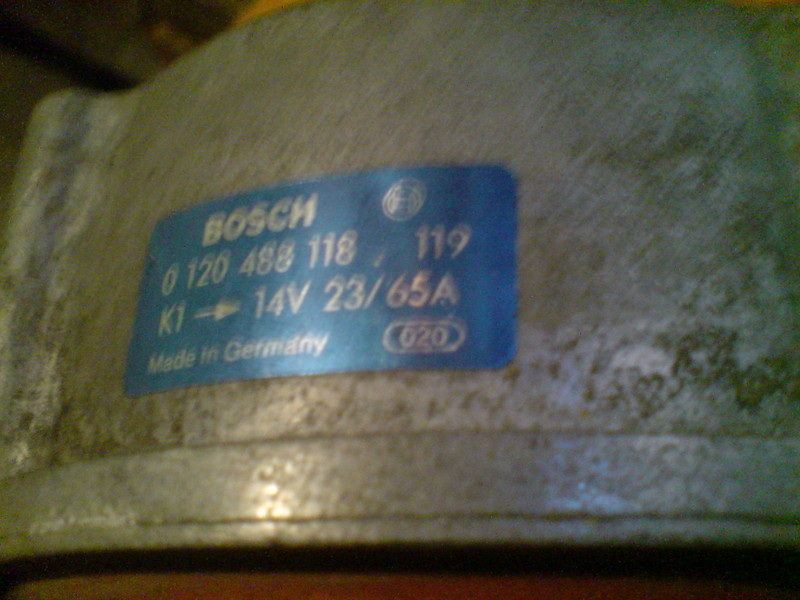 BOSCH
0 120 488 118 , 119
K1 → 14V 23/65A
Made in Germany 020